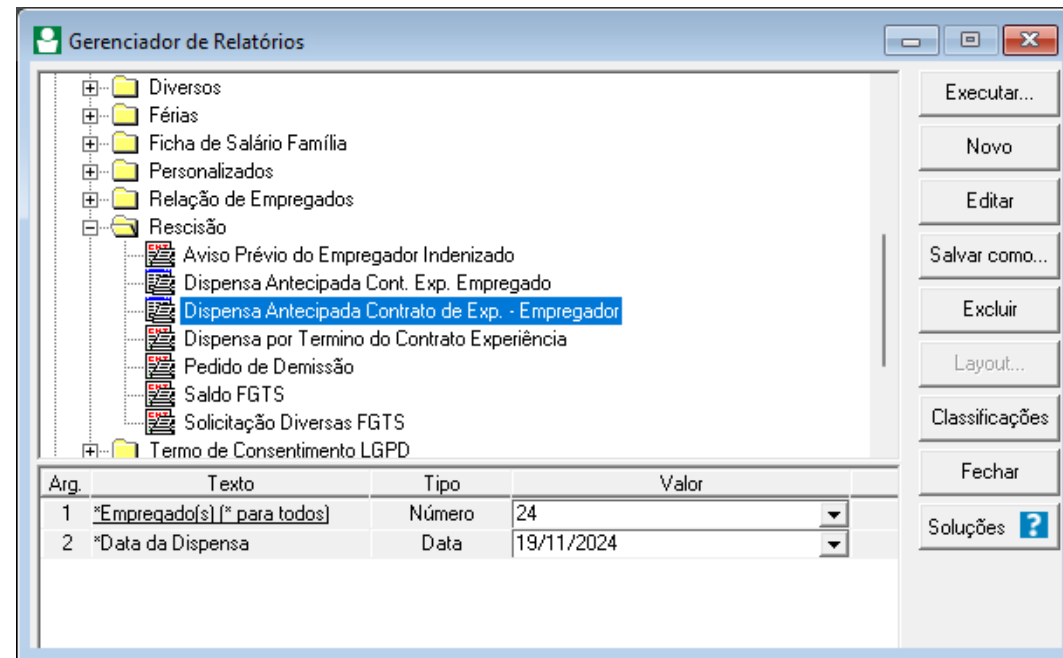 Gerenciador de Relatórios
Diversos
Férias
Ficha de Salário Família
Personalizados
Relação de Empregados
Rescisão
Aviso Prévio do Empregador Indenizado
Dispensa Antecipada Cont. Exp. Empregado
Dispensa Antecipada Contrato de Exp. - Empregador
Dispensa por Termino do Contrato Experiência
Pedido de Demissão
Saldo FGTS
Solicitação Diversas FGTS
Termo de Consentimento LGPD
Executar...
Novo
Editar
Salvar como...
Excluir
Layout...
Classificações
Fechar
Soluções ?
Arg. Texto Tipo Valor
1 *Empregado(s) (* para todos) Número 24
2 *Data da Dispensa Data 19/11/2024